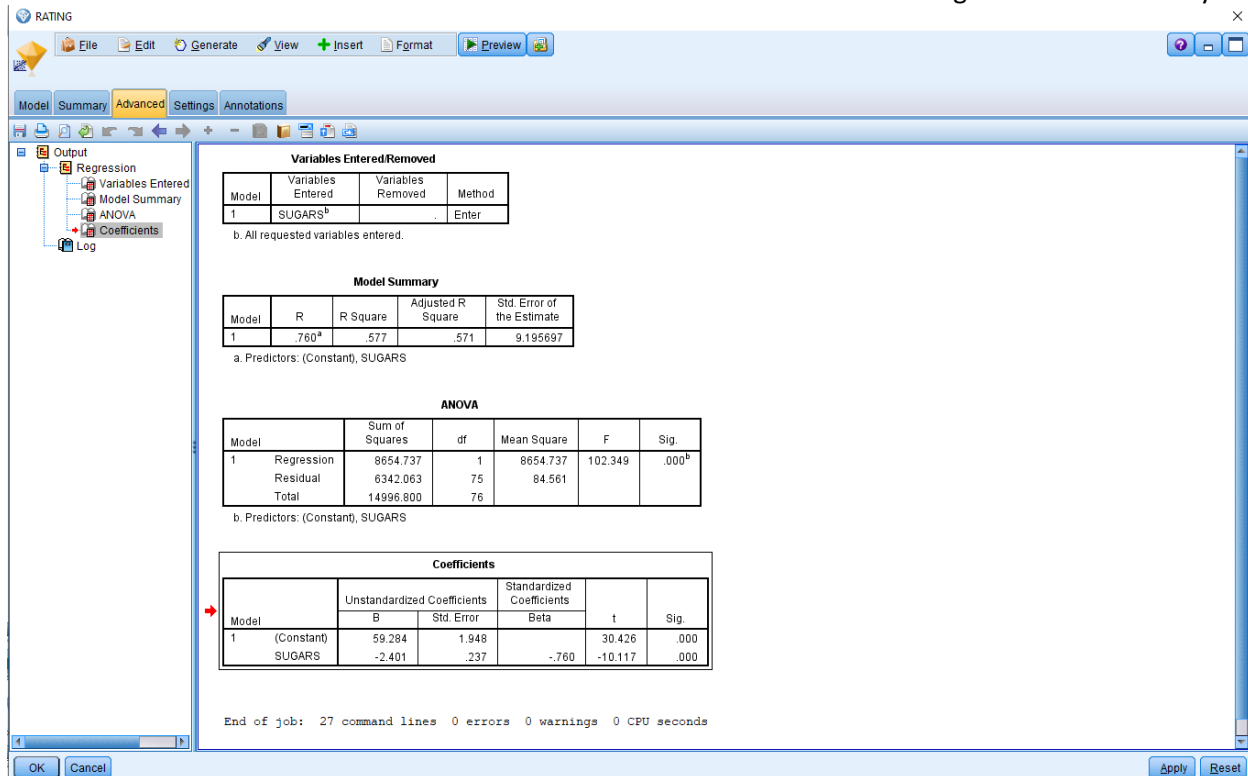 RATING
File Edit Generate View Insert Format Preview
Model Summary Advanced Settings Annotations
Output
Regression
Variables Entered
Model Summary
ANOVA
Coefficients
Log
Variables Entered/Removed
Model Variables Entered Variables Removed Method
1 SUGARSb . Enter
b. All requested variables entered.
Model Summary
Model R R Square Adjusted R Square Std. Error of the Estimate
1 .760a .577 .571 9.195697
a. Predictors: (Constant), SUGARS
ANOVA
Model Sum of Squares df Mean Square F Sig.
1 Regression 8654.737 1 8654.737 102.349 .000b
Residual 6342.063 75 84.561
Total 14996.800 76
b. Predictors: (Constant), SUGARS
Coefficients
Model Unstandardized Coefficients Standardized Coefficients t Sig.
B Std. Error Beta
1 (Constant) 59.284 1.948 30.426 .000
SUGARS -2.401 .237 -.760 -10.117 .000
End of job: 27 command lines 0 errors 0 warnings 0 CPU seconds
OK Cancel Apply Reset